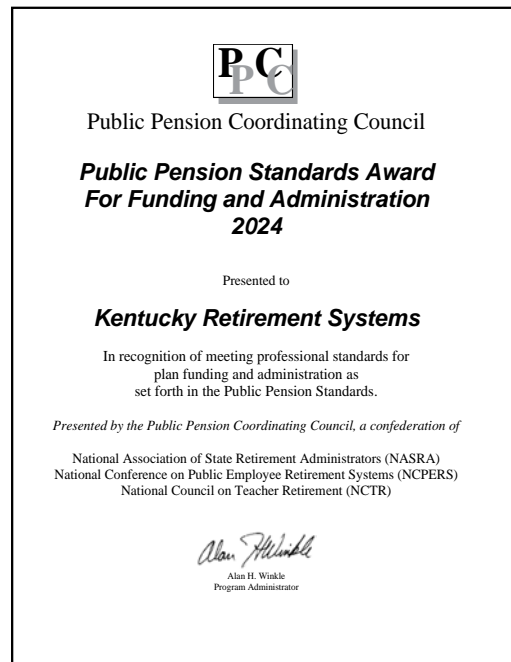 PPC
Public Pension Coordinating Council
Public Pension Standards Award
For Funding and Administration
2024
Presented to
Kentucky Retirement Systems
In recognition of meeting professional standards for
plan funding and administration as
set forth in the Public Pension Standards.
Presented by the Public Pension Coordinating Council, a confederation of
National Association of State Retirement Administrators (NASRA)
National Conference on Public Employee Retirement Systems (NCPERS)
National Council on Teacher Retirement (NCTR)
Alan H. Winkle
Alan H. Winkle
Program Administrator